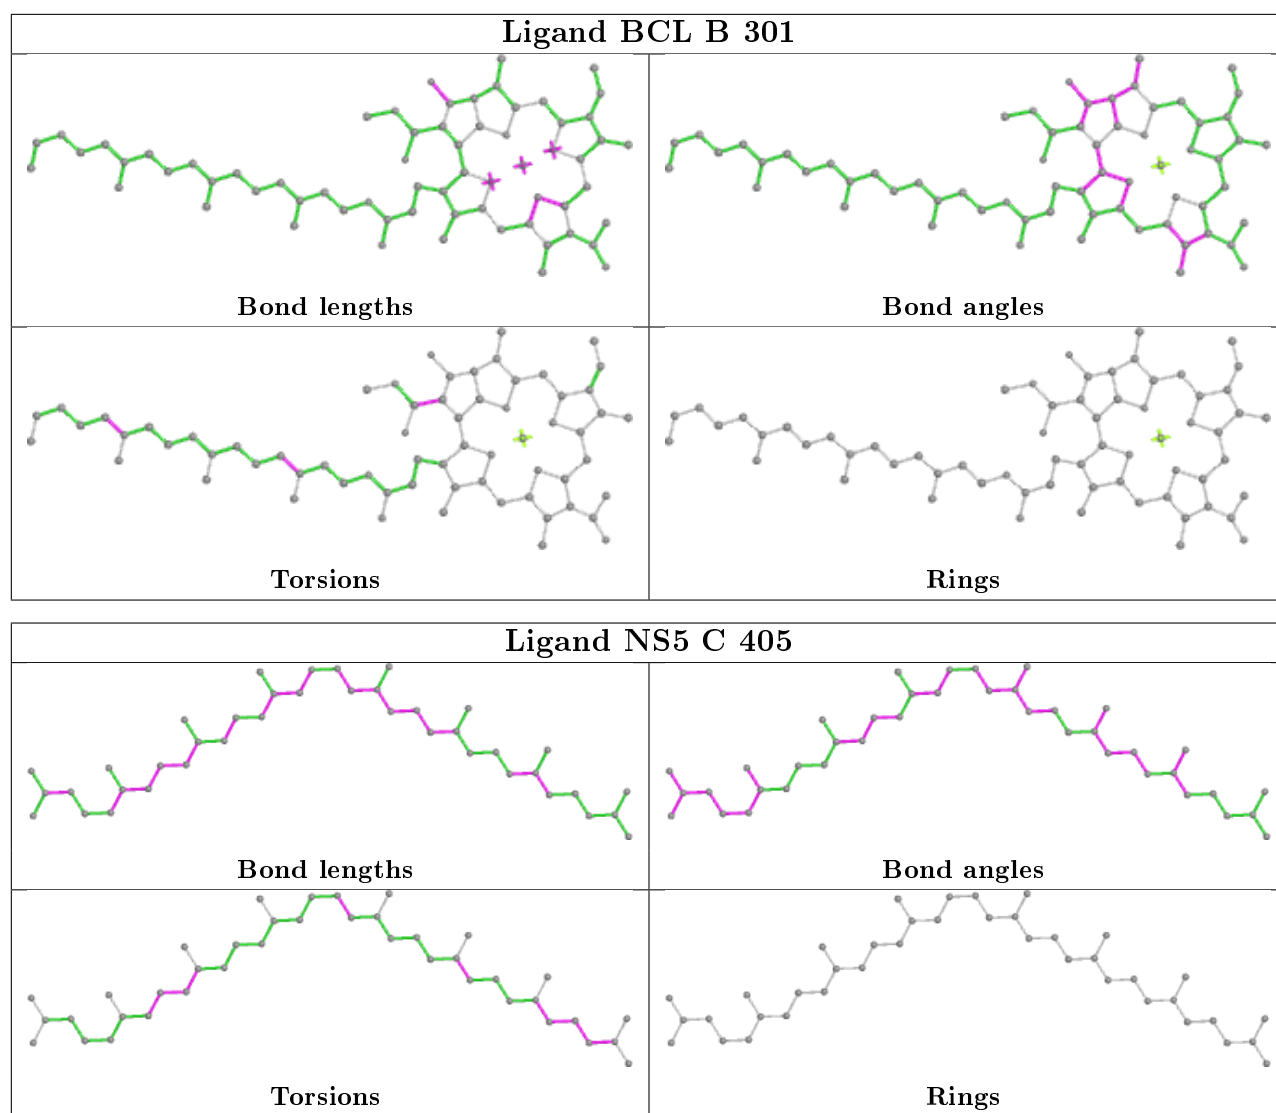 Ligand BCL B 301
Bond lengths
Bond angles
Torsions
Rings
Ligand NS5 C 405
Bond lengths
Bond angles
Torsions
Rings